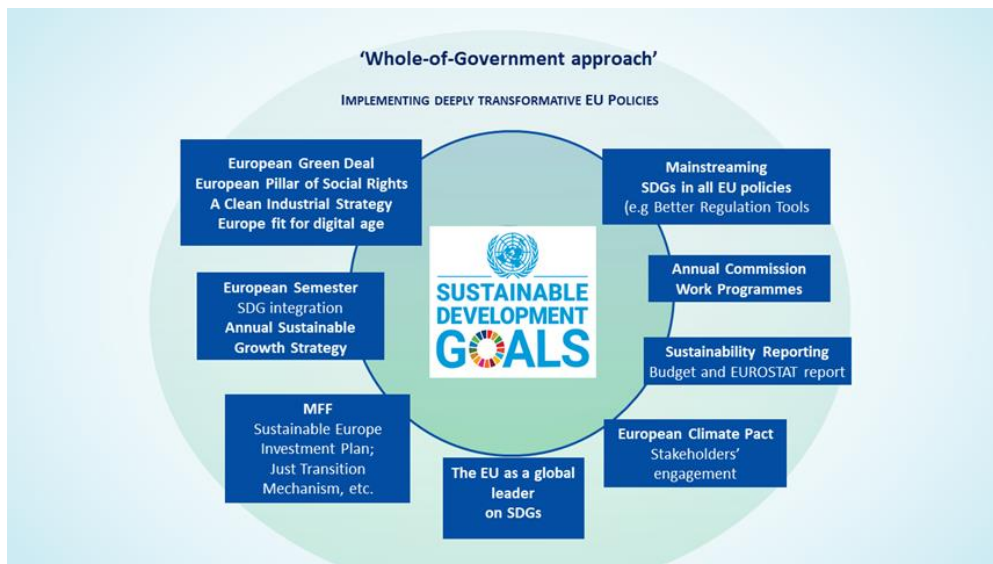 'Whole-of-Government approach'
IMPLEMENTING DEEPLY TRANSFORMATIVE EU POLICIES
European Green Deal
European Pillar of Social Rights
A Clean Industrial Strategy
Europe fit for digital age
European Semester
SDG integration
Annual Sustainable
Growth Strategy
MFF
Sustainable Europe
Investment Plan;
Just Transition
Mechanism, etc.
SUSTAINABLE
DEVELOPMENT
GOALS
The EU as a global
leader
on SDGs
Mainstreaming
SDGs in all EU policies
(e.g Better Regulation Tools
Annual Commission
Work Programmes
Sustainability Reporting
Budget and EUROSTAT report
European Climate Pact
Stakeholders'
engagement